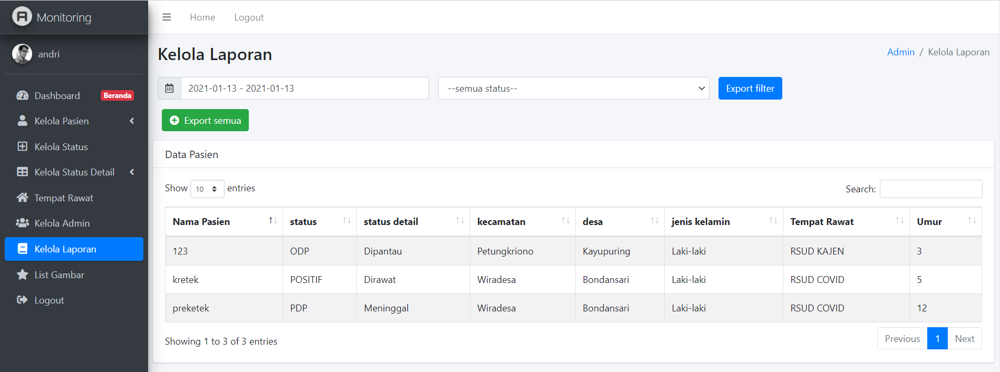 Monitoring
Home Logout
andri
Kelola Laporan
Admin / Kelola Laporan
2021-01-13 - 2021-01-13
--semua status--
Export filter
Export semua
Dashboard Beranda
Kelola Pasien
Kelola Status
Kelola Status Detail
Tempat Rawat
Kelola Admin
Kelola Laporan
List Gambar
Logout
Data Pasien
Show 10 entries
Search:
Nama Pasien status status detail kecamatan desa jenis kelamin Tempat Rawat Umur
123 ODP Dipantau Petungkriono Kayupuring Laki-laki RSUD KAJEN 3
kretek POSITIF Dirawat Wiradesa Bondansari Laki-laki RSUD COVID 5
preketek PDP Meninggal Wiradesa Bondansari Laki-laki RSUD COVID 12
Showing 1 to 3 of 3 entries
Previous 1 Next